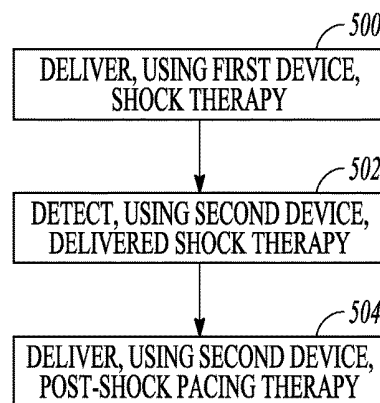 500
DELIVER, USING FIRST DEVICE,
SHOCK THERAPY
502
DETECT, USING SECOND DEVICE,
DELIVERED SHOCK THERAPY
504
DELIVER, USING SECOND DEVICE,
POST-SHOCK PACING THERAPY